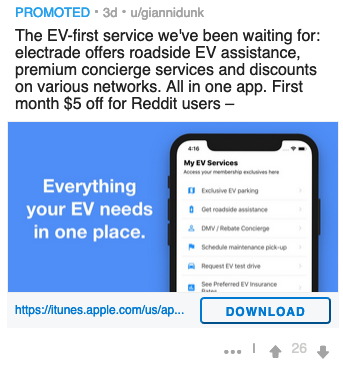 PROMOTED • 3d • u/giannidunk
The EV-first service we've been waiting for:
electrade offers roadside EV assistance,
premium concierge services and discounts
on various networks. All in one app. First
month $5 off for Reddit users –
Everything
your EV needs
in one place.
4:16
My EV Services
Access your membership exclusives here
Exclusive EV parking
Get roadside assistance
DMV / Rebate Concierge
Schedule maintenance pick-up
Request EV test drive
See Preferred EV Insurance
Rates
https://itunes.apple.com/us/ap...
DOWNLOAD
26